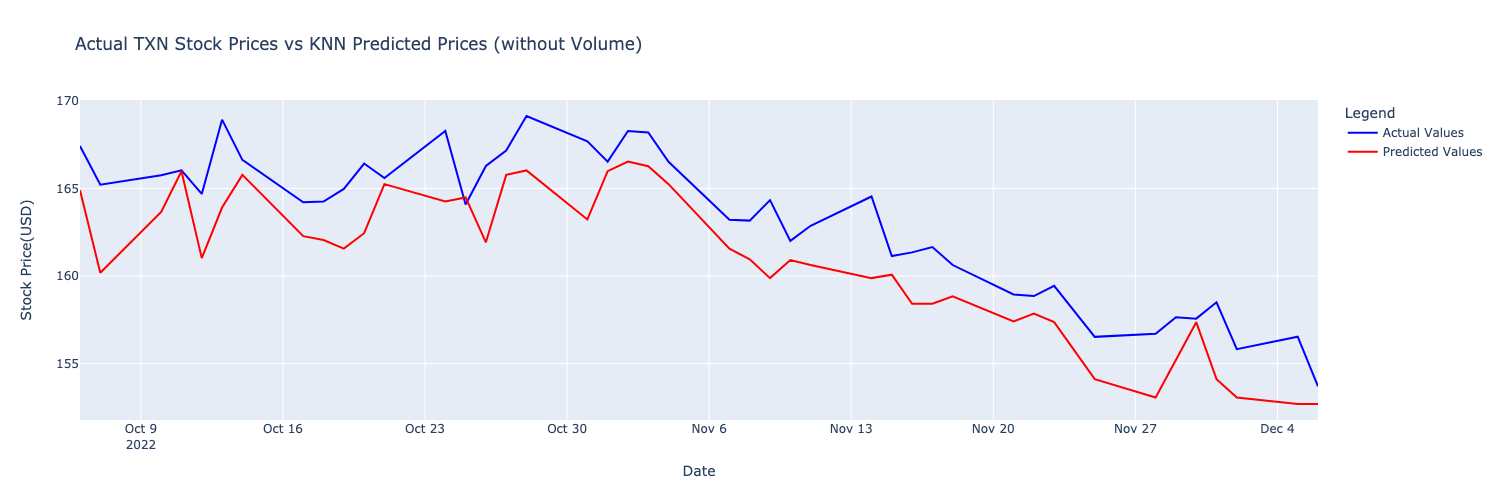 Actual TXN Stock Prices vs KNN Predicted Prices (without Volume)
170
165
160
155
Stock Price(USD)
Oct 9
2022
Oct 16
Oct 23
Oct 30
Nov 6
Nov 13
Nov 20
Nov 27
Dec 4
Date
Legend
Actual Values
Predicted Values